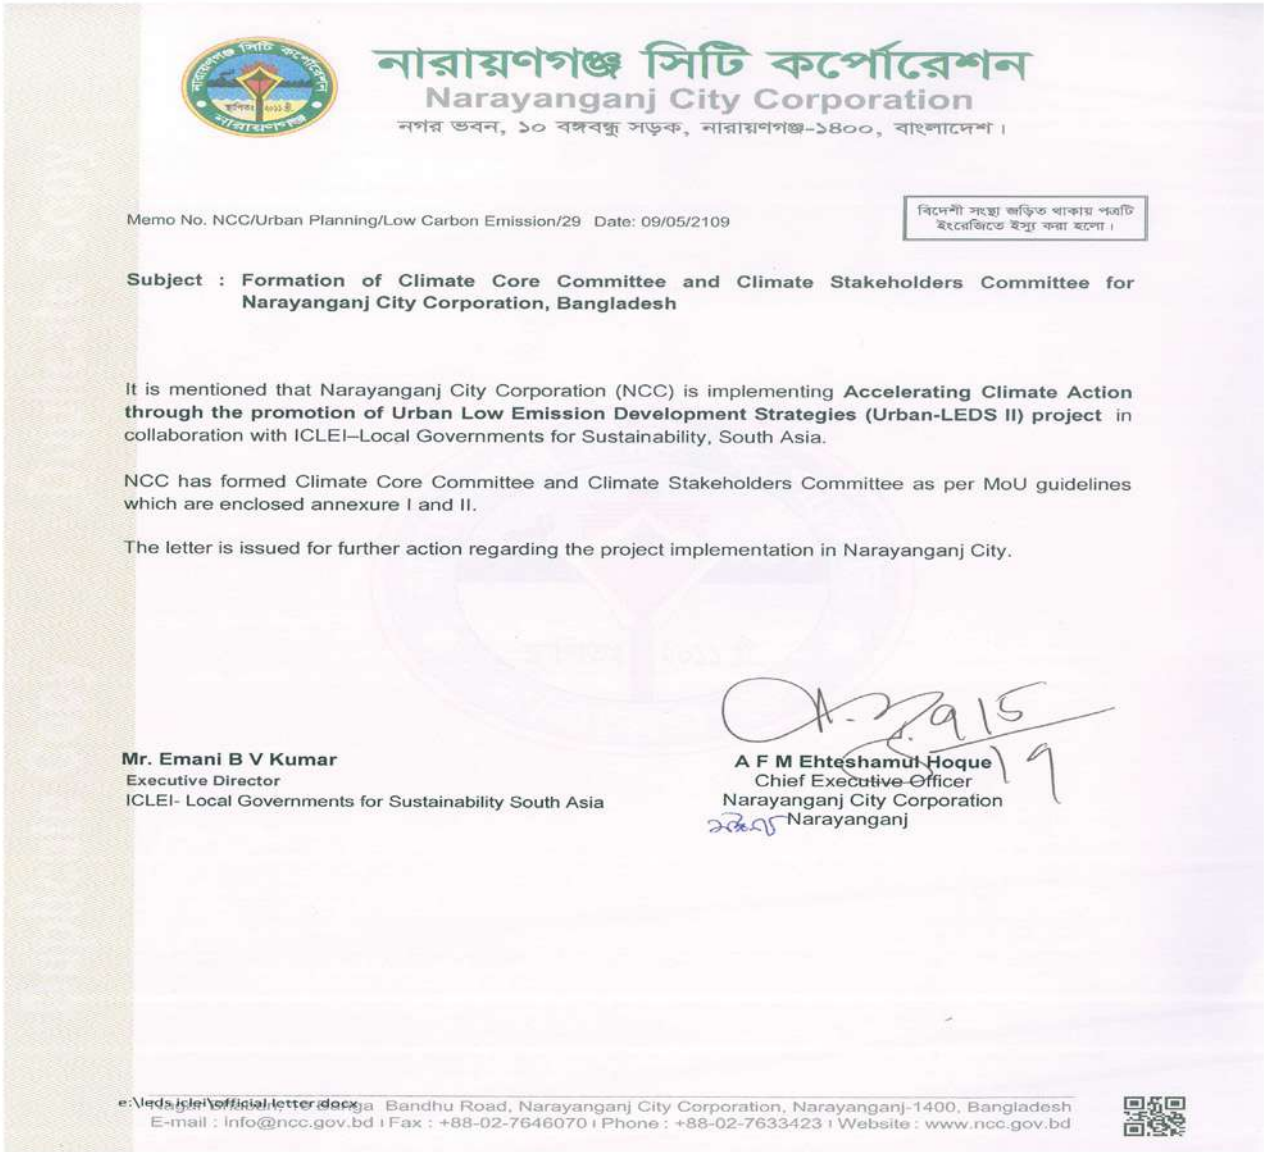 নারায়ণগঞ্জ সিটি কর্পোরেশন
নারায়ণগঞ্জ
স্থাপিতঃ ২০১১ খ্রী.
নারায়ণগঞ্জ সিটি কর্পোরেশন
Narayanganj City Corporation
নগর ভবন, ১০ বঙ্গবন্ধু সড়ক, নারায়ণগঞ্জ-১৪০০, বাংলাদেশ।
Memo No. NCC/Urban Planning/Low Carbon Emission/29 Date: 09/05/2109
বিদেশী সংস্থা জড়িত থাকায় পত্রটি
ইংরেজিতে ইস্যু করা হলো।
Subject : Formation of Climate Core Committee and Climate Stakeholders Committee for
Narayanganj City Corporation, Bangladesh
It is mentioned that Narayanganj City Corporation (NCC) is implementing Accelerating Climate Action
through the promotion of Urban Low Emission Development Strategies (Urban-LEDS II) project in
collaboration with ICLEI–Local Governments for Sustainability, South Asia.
NCC has formed Climate Core Committee and Climate Stakeholders Committee as per MoU guidelines
which are enclosed annexure I and II.
The letter is issued for further action regarding the project implementation in Narayanganj City.
Mr. Emani B V Kumar
Executive Director
ICLEI- Local Governments for Sustainability South Asia
A F M Ehteshamul Hoque
Chief Executive Officer
Narayanganj City Corporation
Narayanganj
e:\leds iclei\official letter.docx Bandhu Road, Narayanganj City Corporation, Narayanganj-1400, Bangladesh
E-mail : info@ncc.gov.bd ı Fax : +88-02-7646070 ı Phone : +88-02-7633423 ı Website : www.ncc.gov.bd